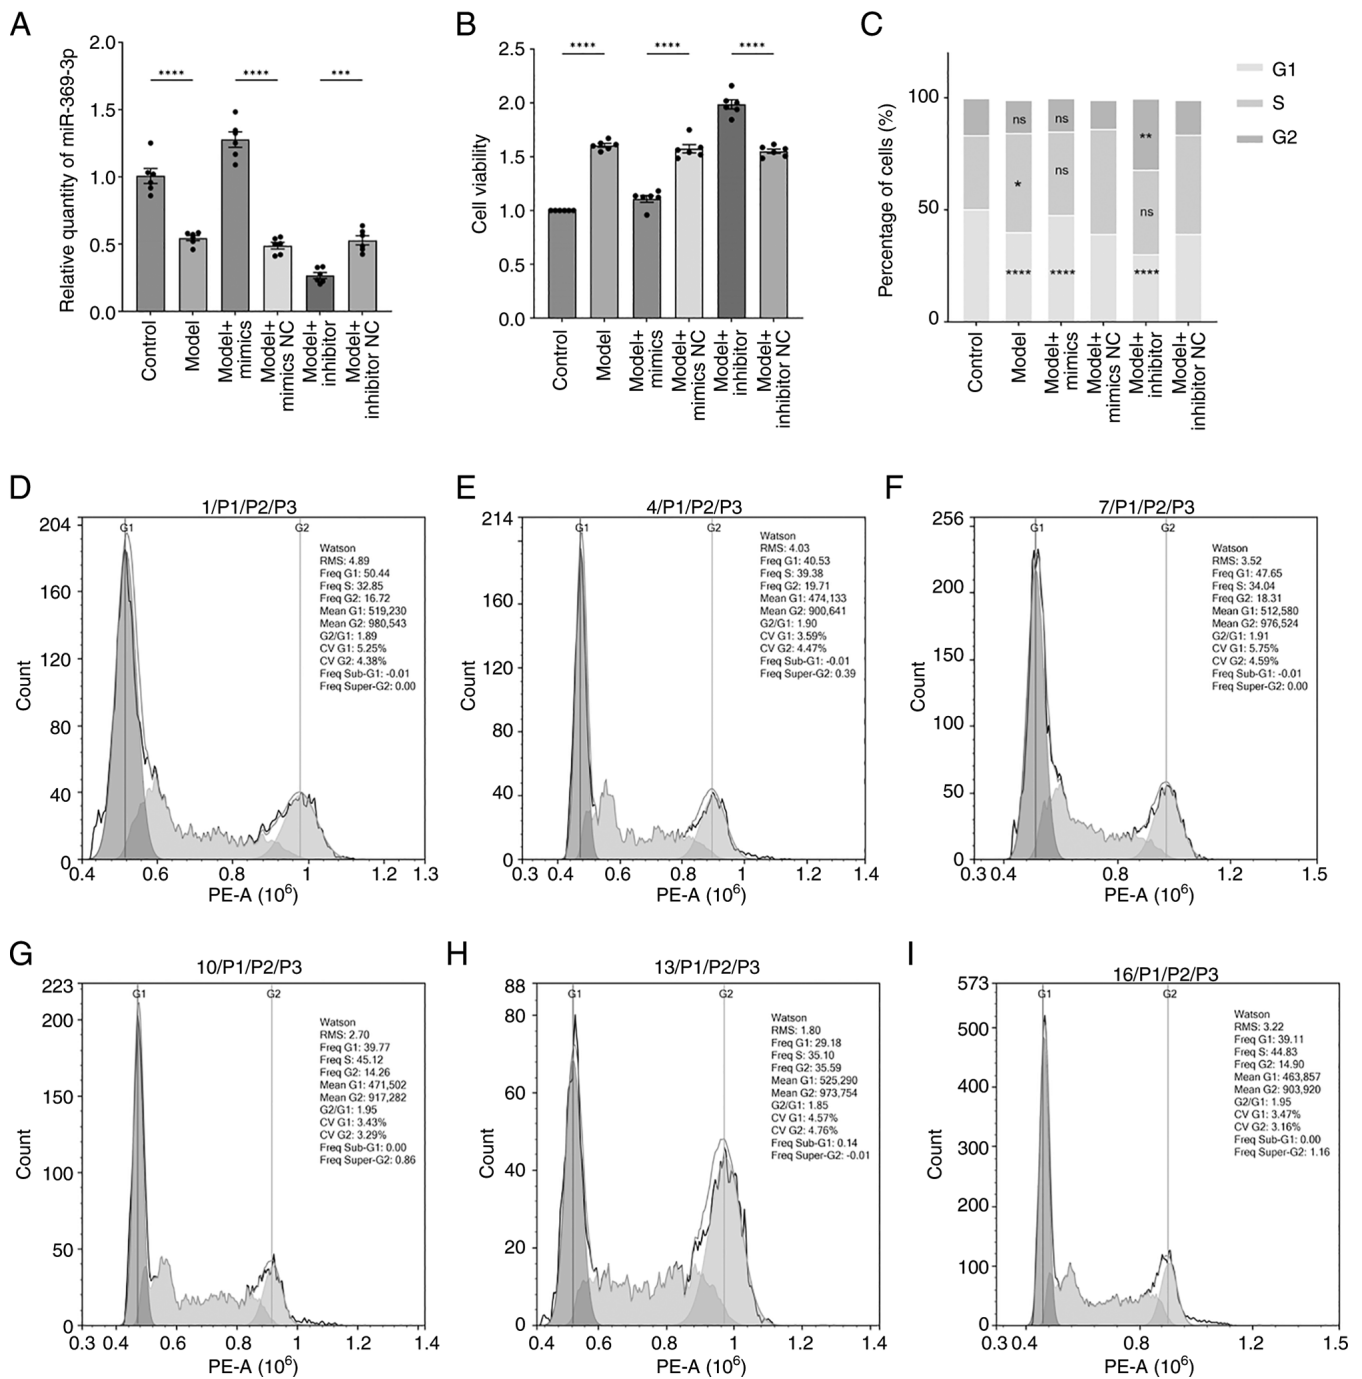 A
Relative quantity of miR-369-3p
2.0
1.5
1.0
0.5
0.0
****
****
***
Control
Model
Model+
mimics
Model+
mimics NC
Model+
inhibitor
Model+
inhibitor NC
B
Cell viability
2.5
2.0
1.5
1.0
0.5
0.0
****
****
****
Control
Model
Model+
mimics
Model+
mimics NC
Model+
inhibitor
Model+
inhibitor NC
C
Percentage of cells (%)
100
50
0
ns
*
****
ns
ns
****
**
ns
****
Control
Model
Model+
mimics
Model+
mimics NC
Model+
inhibitor
Model+
inhibitor NC
G1
S
G2
D
1/P1/P2/P3
G1
G2
Count
204
160
120
80
40
0
Watson
RMS: 4.89
Freq G1: 50.44
Freq S: 32.85
Freq G2: 16.72
Mean G1: 519,230
Mean G2: 980,543
G2/G1: 1.89
CV G1: 5.25%
CV G2: 4.38%
Freq Sub-G1: -0.01
Freq Super-G2: 0.00
0.4 0.6 0.8 1 1.2 1.3
PE-A (10⁶)
E
4/P1/P2/P3
G1
G2
Count
214
160
120
80
40
0
Watson
RMS: 4.03
Freq G1: 40.53
Freq S: 39.38
Freq G2: 19.71
Mean G1: 474,133
Mean G2: 900,641
G2/G1: 1.90
CV G1: 3.59%
CV G2: 4.47%
Freq Sub-G1: -0.01
Freq Super-G2: 0.39
0.3 0.4 0.6 0.8 1 1.2 1.4
PE-A (10⁶)
F
7/P1/P2/P3
G1
G2
Count
256
200
150
100
50
0
Watson
RMS: 3.52
Freq G1: 47.65
Freq S: 34.04
Freq G2: 18.31
Mean G1: 512,580
Mean G2: 976,524
G2/G1: 1.91
CV G1: 5.75%
CV G2: 4.59%
Freq Sub-G1: -0.01
Freq Super-G2: 0.00
0.3 0.4 0.8 1.2 1.5
PE-A (10⁶)
G
10/P1/P2/P3
G1
G2
Count
223
200
150
100
50
0
Watson
RMS: 2.70
Freq G1: 39.77
Freq S: 45.12
Freq G2: 14.26
Mean G1: 471,502
Mean G2: 917,282
G2/G1: 1.95
CV G1: 3.43%
CV G2: 3.29%
Freq Sub-G1: 0.00
Freq Super-G2: 0.86
0.3 0.4 0.6 0.8 1 1.2 1.4
PE-A (10⁶)
H
13/P1/P2/P3
G1
G2
Count
88
80
60
40
20
0
Watson
RMS: 1.80
Freq G1: 29.18
Freq S: 35.10
Freq G2: 35.59
Mean G1: 525,290
Mean G2: 973,754
G2/G1: 1.85
CV G1: 4.57%
CV G2: 4.76%
Freq Sub-G1: 0.14
Freq Super-G2: -0.01
0.4 0.6 0.8 1 1.2 1.4
PE-A (10⁶)
I
16/P1/P2/P3
G1
G2
Count
573
500
400
300
200
100
0
Watson
RMS: 3.22
Freq G1: 39.11
Freq S: 44.83
Freq G2: 14.90
Mean G1: 463,857
Mean G2: 903,920
G2/G1: 1.95
CV G1: 3.47%
CV G2: 3.16%
Freq Sub-G1: 0.00
Freq Super-G2: 1.16
0.3 0.4 0.8 1.2 1.5
PE-A (10⁶)